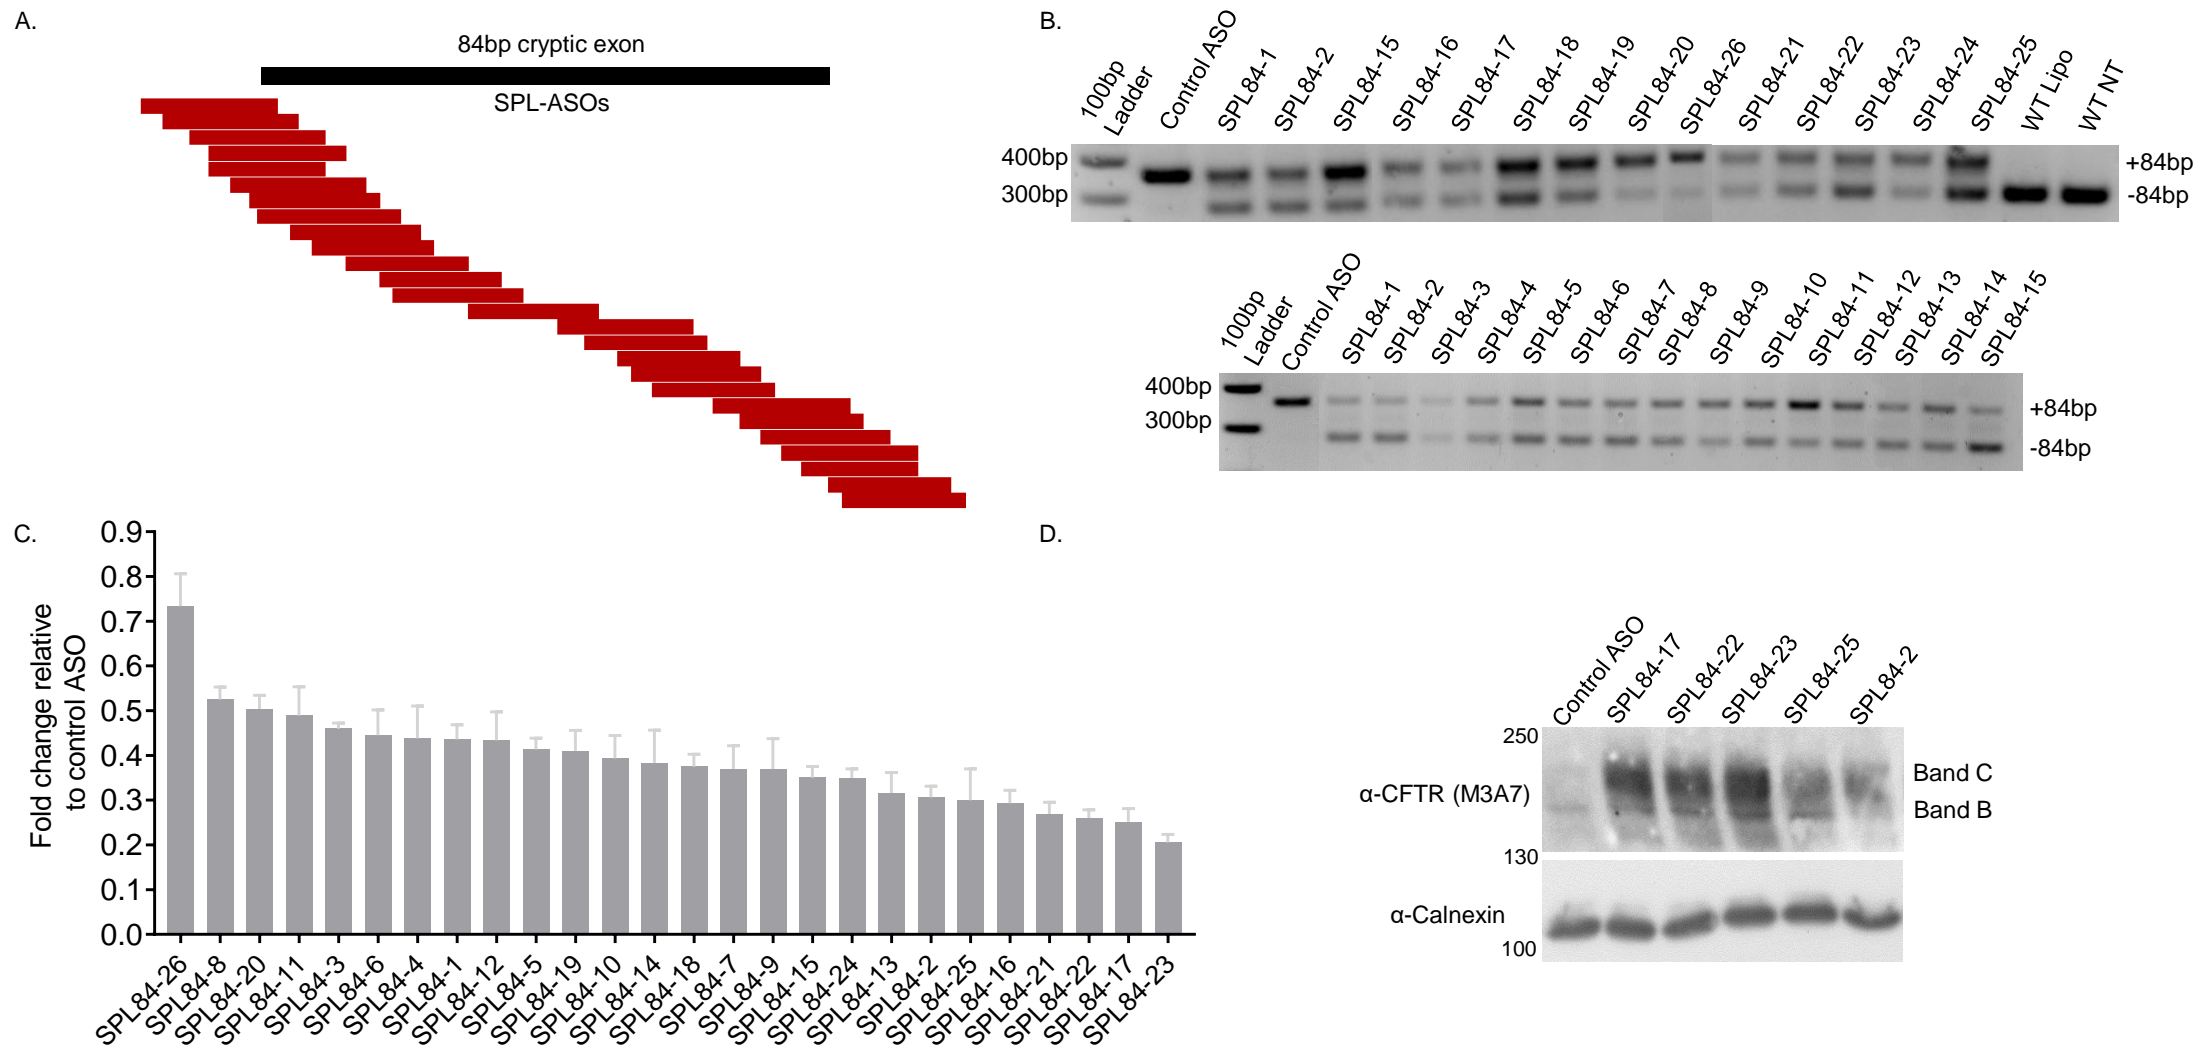 A.
84bp cryptic exon
SPL-ASOs
B.
100bp
Ladder
Control ASO
SPL84-1
SPL84-2
SPL84-15
SPL84-16
SPL84-17
SPL84-18
SPL84-19
SPL84-20
SPL84-26
SPL84-21
SPL84-22
SPL84-23
SPL84-24
SPL84-25
WT Lipo
WT NT
400bp
300bp
+84bp
-84bp
100bp
Ladder
Control ASO
SPL84-1
SPL84-2
SPL84-3
SPL84-4
SPL84-5
SPL84-6
SPL84-7
SPL84-8
SPL84-9
SPL84-10
SPL84-11
SPL84-12
SPL84-13
SPL84-14
SPL84-15
400bp
300bp
+84bp
-84bp
C.
Fold change relative
to control ASO
0.9
0.8
0.7
0.6
0.5
0.4
0.3
0.2
0.1
0.0
SPL84-26
SPL84-8
SPL84-20
SPL84-11
SPL84-3
SPL84-6
SPL84-4
SPL84-1
SPL84-12
SPL84-5
SPL84-19
SPL84-10
SPL84-14
SPL84-18
SPL84-7
SPL84-9
SPL84-15
SPL84-24
SPL84-13
SPL84-2
SPL84-25
SPL84-16
SPL84-21
SPL84-22
SPL84-17
SPL84-23
D.
Control ASO
SPL84-17
SPL84-22
SPL84-23
SPL84-25
SPL84-2
250
α-CFTR (M3A7)
Band C
Band B
130
α-Calnexin
100